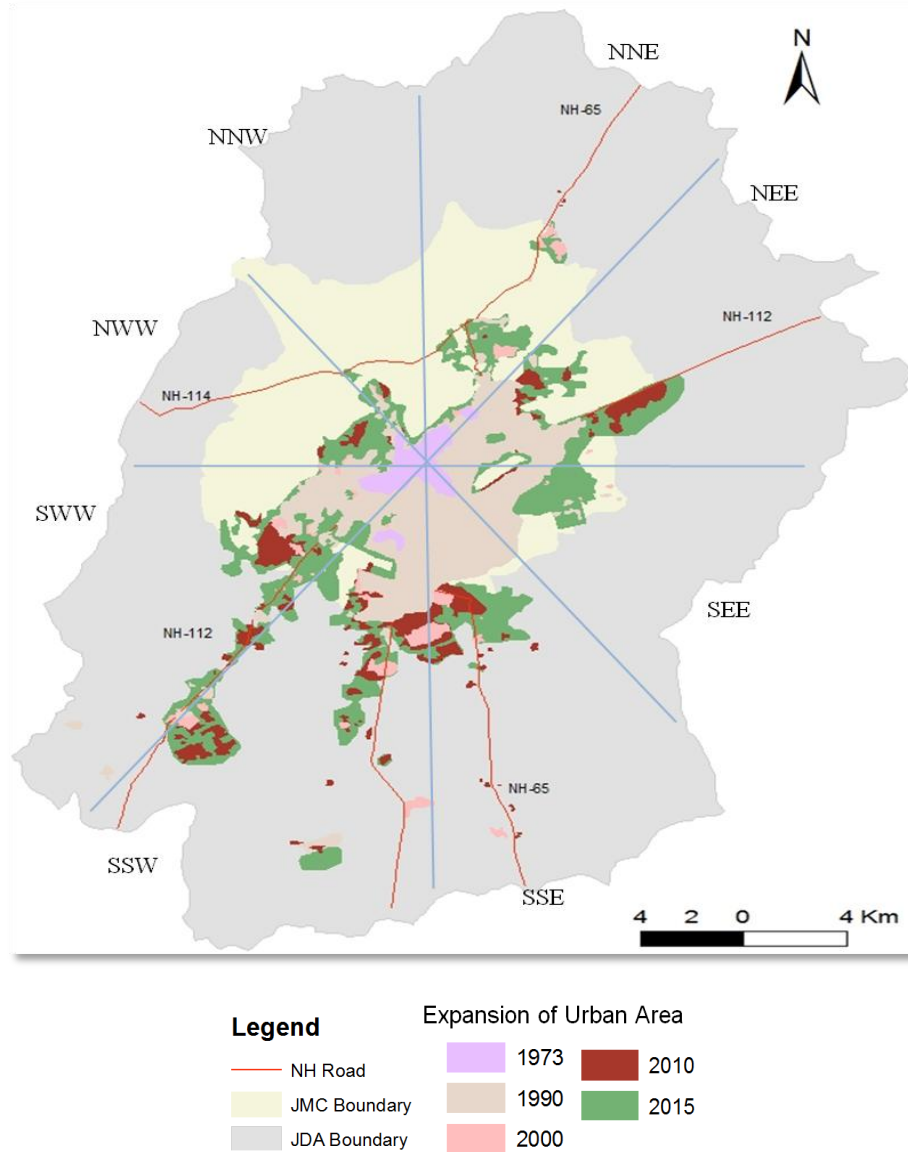 N
NNE
NH-65
NNW
NEE
NH-112
NWW
NH-114
SWW
SEE
NH-112
NH-65
SSW
SSE
4 2 0 4 Km
Legend
NH Road
JMC Boundary
JDA Boundary
Expansion of Urban Area
1973
1990
2000
2010
2015